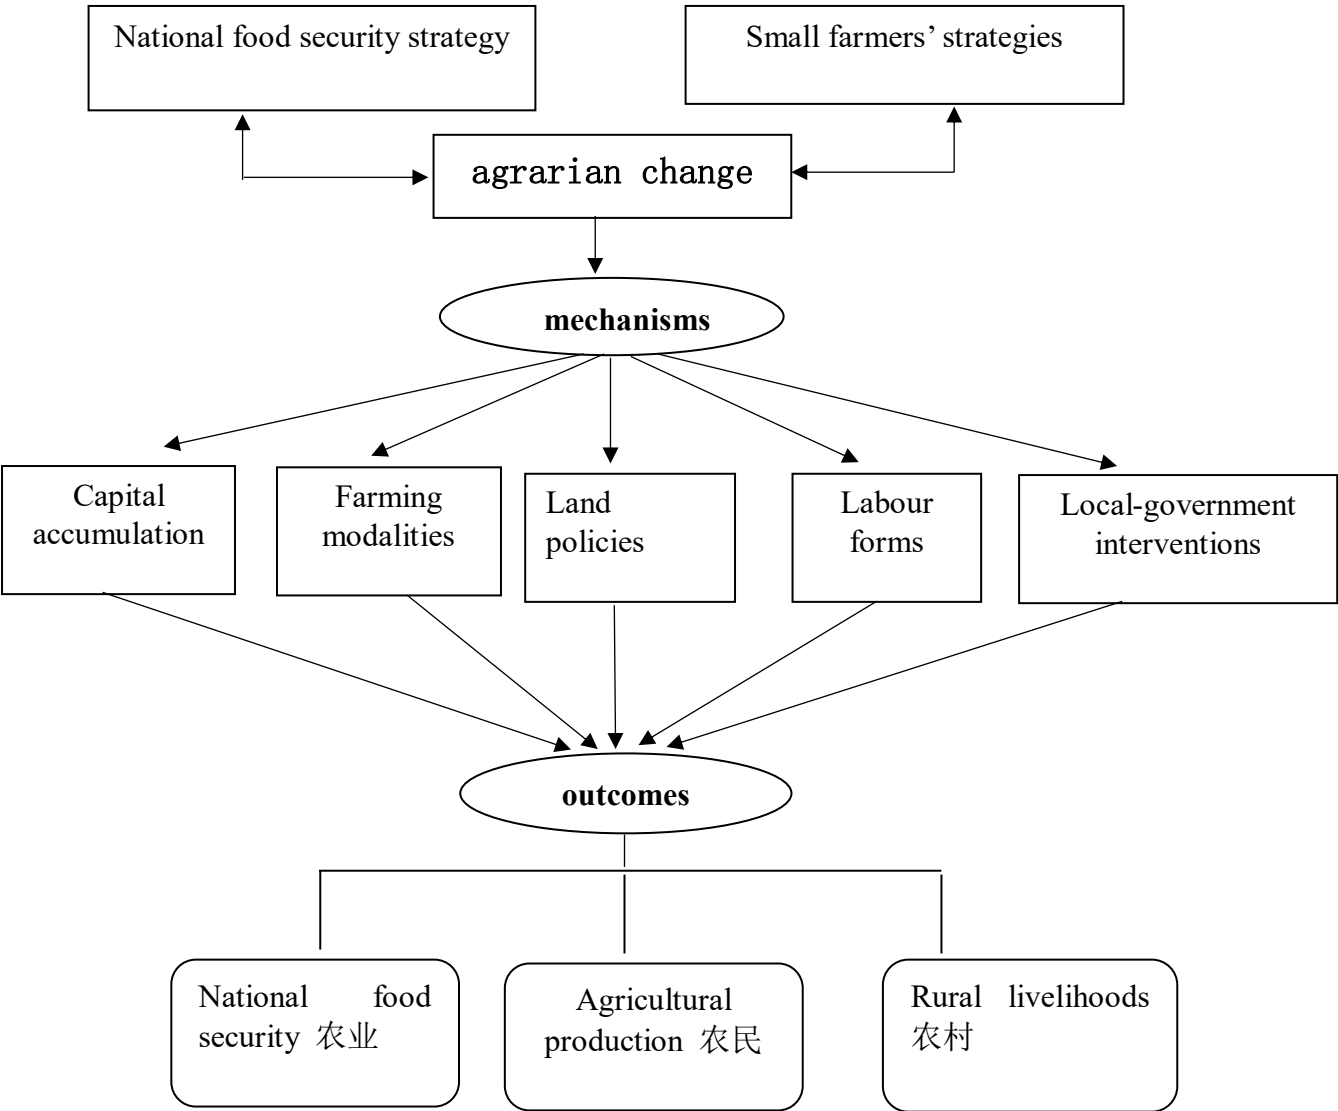 National food security strategy
Small farmers’ strategies
agrarian change
mechanisms
Capital
accumulation
Farming
modalities
Land
policies
Labour
forms
Local-government
interventions
outcomes
National food
security 农业
Agricultural
production 农民
Rural livelihoods
农村